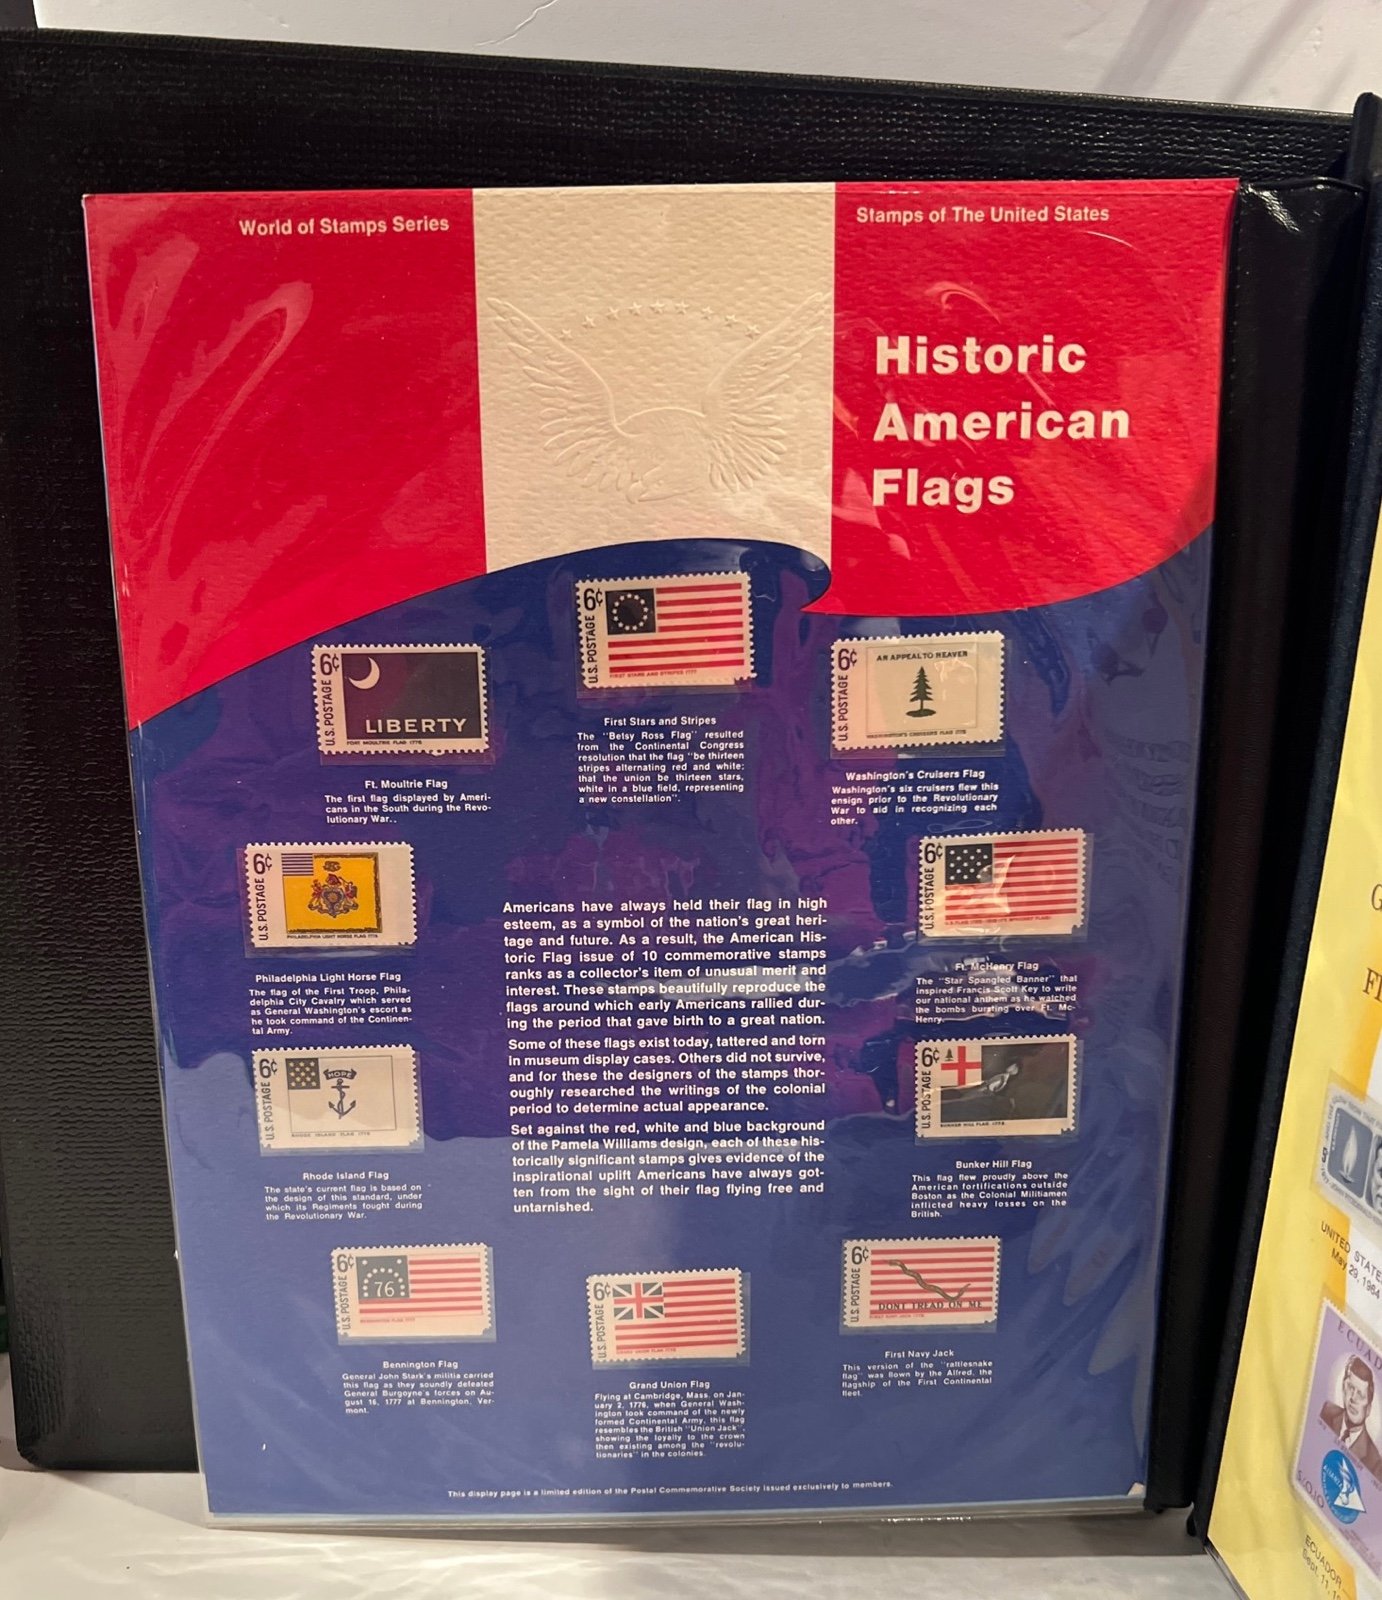 World of Stamps Series
Stamps of The United States
Historic
American
Flags
6¢
U.S. POSTAGE
FIRST STARS AND STRIPES 1777
First Stars and Stripes
The "Betsy Ross Flag" resulted
from the Continental Congress
resolution that the flag "be thirteen
stripes alternating red and white;
that the union be thirteen stars,
white in a blue field, representing
a new constellation".
6¢
U.S. POSTAGE
LIBERTY
FORT MOULTRIE FLAG 1776
Ft. Moultrie Flag
The first flag displayed by Ameri-
cans in the South during the Revo-
lutionary War..
6¢
U.S. POSTAGE
AN APPEAL TO HEAVEN
WASHINGTON'S CRUISERS FLAG 1775
Washington's Cruisers Flag
Washington's six cruisers flew this
ensign prior to the Revolutionary
War to aid in recognizing each
other.
6¢
U.S. POSTAGE
PHILADELPHIA LIGHT HORSE FLAG 1775
Philadelphia Light Horse Flag
The flag of the First Troop, Phila-
delphia City Cavalry which served
as General Washington's escort as
he took command of the Continen-
tal Army.
6¢
U.S. POSTAGE
Ft. McHenry Flag
The "Star Spangled Banner" that
inspired Francis Scott Key to write
our national anthem as he watched
the bombs bursting over Ft. Mc-
Henry.
Americans have always held their flag in high
esteem, as a symbol of the nation's great heri-
tage and future. As a result, the American His-
toric Flag issue of 10 commemorative stamps
ranks as a collector's item of unusual merit and
interest. These stamps beautifully reproduce the
flags around which early Americans rallied dur-
ing the period that gave birth to a great nation.
Some of these flags exist today, tattered and torn
in museum display cases. Others did not survive,
and for these the designers of the stamps thor-
oughly researched the writings of the colonial
period to determine actual appearance.
Set against the red, white and blue background
of the Pamela Williams design, each of these his-
torically significant stamps gives evidence of the
inspirational uplift Americans have always got-
ten from the sight of their flag flying free and
untarnished.
6¢
U.S. POSTAGE
HOPE
RHODE ISLAND FLAG 1775
Rhode Island Flag
The state's current flag is based on
the design of this standard, under
which its Regiments fought during
the Revolutionary War.
6¢
U.S. POSTAGE
BUNKER HILL FLAG 1775
Bunker Hill Flag
This flag flew proudly above the
American fortifications outside
Boston as the Colonial Militiamen
inflicted heavy losses on the
British.
6¢
U.S. POSTAGE
76
BENNINGTON FLAG 1777
Bennington Flag
General John Stark's militia carried
this flag as they soundly defeated
General Burgoyne's forces on Au-
gust 16, 1777 at Bennington, Ver-
mont.
6¢
U.S. POSTAGE
GRAND UNION FLAG 1776
Grand Union Flag
Flying at Cambridge, Mass. on Jan-
uary 2, 1776, when General Wash-
ington took command of the newly
formed Continental Army, this flag
resembles the British "Union Jack",
showing the loyalty to the crown
then existing among the "revolu-
tionaries" in the colonies.
6¢
U.S. POSTAGE
DONT TREAD ON ME
FIRST NAVY JACK 1775
First Navy Jack
This version of the "rattlesnake
flag" was flown by the Alfred, the
flagship of the First Continental
fleet.
This display page is a limited edition of the Postal Commemorative Society issued exclusively to members.
UNITED STATES
May 29, 1964
ECUAD
ECUADOR
Sept. 11, 19